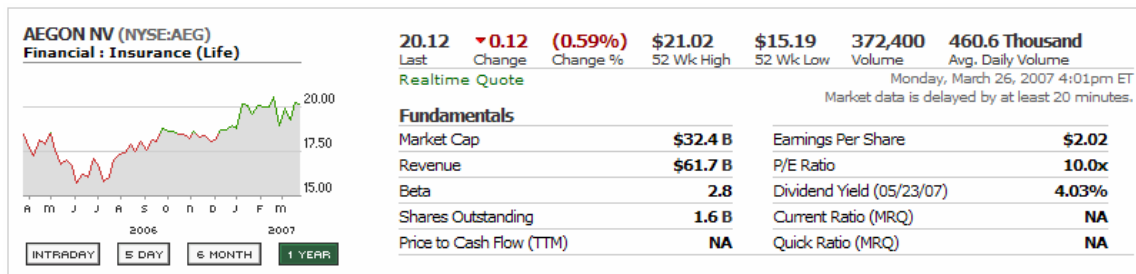 AEGON NV (NYSE:AEG)
Financial : Insurance (Life)
20.00
17.50
15.00
A m J J A S O N D J F m
2006 2007
INTRADAY 5 DAY 6 MONTH 1 YEAR
20.12 ▼0.12 (0.59%) $21.02 $15.19 372,400 460.6 Thousand
Last Change Change % 52 Wk High 52 Wk Low Volume Avg. Daily Volume
Realtime Quote Monday, March 26, 2007 4:01pm ET
Market data is delayed by at least 20 minutes.
Fundamentals
Market Cap $32.4 B Earnings Per Share $2.02
Revenue $61.7 B P/E Ratio 10.0x
Beta 2.8 Dividend Yield (05/23/07) 4.03%
Shares Outstanding 1.6 B Current Ratio (MRQ) NA
Price to Cash Flow (TTM) NA Quick Ratio (MRQ) NA